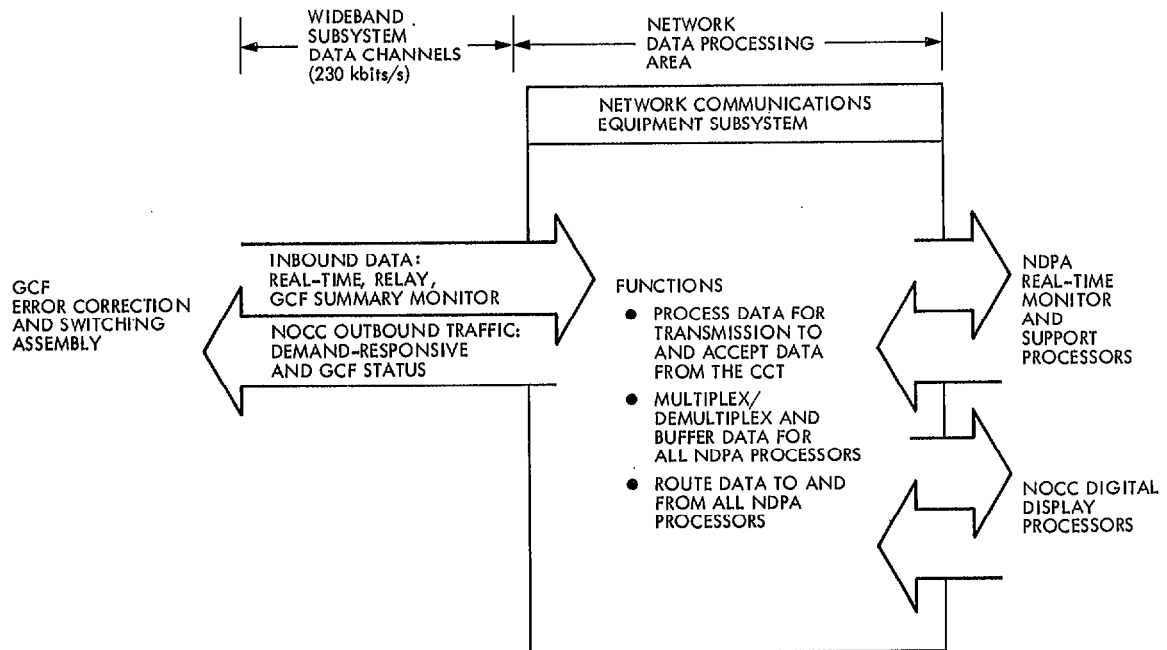 WIDEBAND
SUBSYSTEM
DATA CHANNELS
(230 kbits/s)
NETWORK
DATA PROCESSING
AREA
NETWORK COMMUNICATIONS
EQUIPMENT SUBSYSTEM
GCF
ERROR CORRECTION
AND SWITCHING
ASSEMBLY
INBOUND DATA:
REAL-TIME, RELAY,
GCF SUMMARY MONITOR
NOCC OUTBOUND TRAFFIC:
DEMAND-RESPONSIVE
AND GCF STATUS
FUNCTIONS
● PROCESS DATA FOR
TRANSMISSION TO
AND ACCEPT DATA
FROM THE CCT
● MULTIPLEX/
DEMULTIPLEX AND
BUFFER DATA FOR
ALL NDPA PROCESSORS
● ROUTE DATA TO AND
FROM ALL NDPA
PROCESSORS
NDPA
REAL-TIME
MONITOR
AND
SUPPORT
PROCESSORS
NOCC DIGITAL
DISPLAY
PROCESSORS